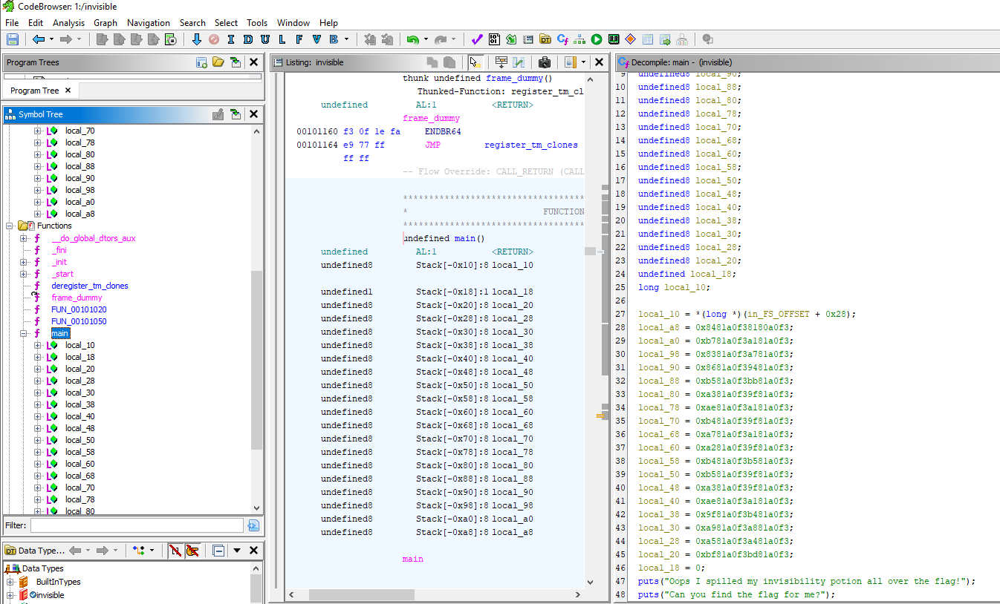 CodeBrowser: 1:/invisible
File Edit Analysis Graph Navigation Search Select Tools Window Help
I D U L F V B
Program Trees
Program Tree
Symbol Tree
local_70
local_78
local_80
local_88
local_90
local_98
local_a0
local_a8
Functions
__do_global_dtors_aux
_fini
_init
_start
deregister_tm_clones
frame_dummy
FUN_00101020
FUN_00101050
main
local_10
local_18
local_20
local_28
local_30
local_38
local_40
local_48
local_50
local_58
local_60
local_68
local_70
local_78
local_80
Filter:
Data Type...
Data Types
BuiltInTypes
invisible
Listing: invisible
thunk undefined frame_dummy()
Thunked-Function: register_tm_cl
undefined AL:1 <RETURN>
frame_dummy
00101160 f3 0f 1e fa ENDBR64
00101164 e9 77 ff JMP register_tm_clones
ff ff
-- Flow Override: CALL_RETURN (CALL
***********************************
* FUNCTION
***********************************
undefined main()
undefined AL:1 <RETURN>
undefined8 Stack[-0x10]:8 local_10
undefined1 Stack[-0x18]:1 local_18
undefined8 Stack[-0x20]:8 local_20
undefined8 Stack[-0x28]:8 local_28
undefined8 Stack[-0x30]:8 local_30
undefined8 Stack[-0x38]:8 local_38
undefined8 Stack[-0x40]:8 local_40
undefined8 Stack[-0x48]:8 local_48
undefined8 Stack[-0x50]:8 local_50
undefined8 Stack[-0x58]:8 local_58
undefined8 Stack[-0x60]:8 local_60
undefined8 Stack[-0x68]:8 local_68
undefined8 Stack[-0x70]:8 local_70
undefined8 Stack[-0x78]:8 local_78
undefined8 Stack[-0x80]:8 local_80
undefined8 Stack[-0x88]:8 local_88
undefined8 Stack[-0x90]:8 local_90
undefined8 Stack[-0x98]:8 local_98
undefined8 Stack[-0xa0]:8 local_a0
undefined8 Stack[-0xa8]:8 local_a8
main
Decompile: main - (invisible)
9 undefined8 local_90;
10 undefined8 local_88;
11 undefined8 local_80;
12 undefined8 local_78;
13 undefined8 local_70;
14 undefined8 local_68;
15 undefined8 local_60;
16 undefined8 local_58;
17 undefined8 local_50;
18 undefined8 local_48;
19 undefined8 local_40;
20 undefined8 local_38;
21 undefined8 local_30;
22 undefined8 local_28;
23 undefined8 local_20;
24 undefined local_18;
25 long local_10;
26
27 local_10 = *(long *)(in_FS_OFFSET + 0x28);
28 local_a8 = 0x8481a0f38180a0f3;
29 local_a0 = 0xb781a0f3a181a0f3;
30 local_98 = 0x8381a0f3a781a0f3;
31 local_90 = 0x8681a0f39481a0f3;
32 local_88 = 0xb581a0f3bb81a0f3;
33 local_80 = 0xa381a0f39f81a0f3;
34 local_78 = 0xae81a0f3a181a0f3;
35 local_70 = 0xb481a0f39f81a0f3;
36 local_68 = 0xa781a0f3a181a0f3;
37 local_60 = 0xa281a0f39f81a0f3;
38 local_58 = 0xb481a0f3b581a0f3;
39 local_50 = 0xb581a0f39f81a0f3;
40 local_48 = 0xa381a0f39f81a0f3;
41 local_40 = 0xae81a0f3a181a0f3;
42 local_38 = 0x9f81a0f3b481a0f3;
43 local_30 = 0xa981a0f3a881a0f3;
44 local_28 = 0xa581a0f3a481a0f3;
45 local_20 = 0xbf81a0f3bd81a0f3;
46 local_18 = 0;
47 puts("Oops I spilled my invisibility potion all over the flag!");
48 puts("Can you find the flag for me?");